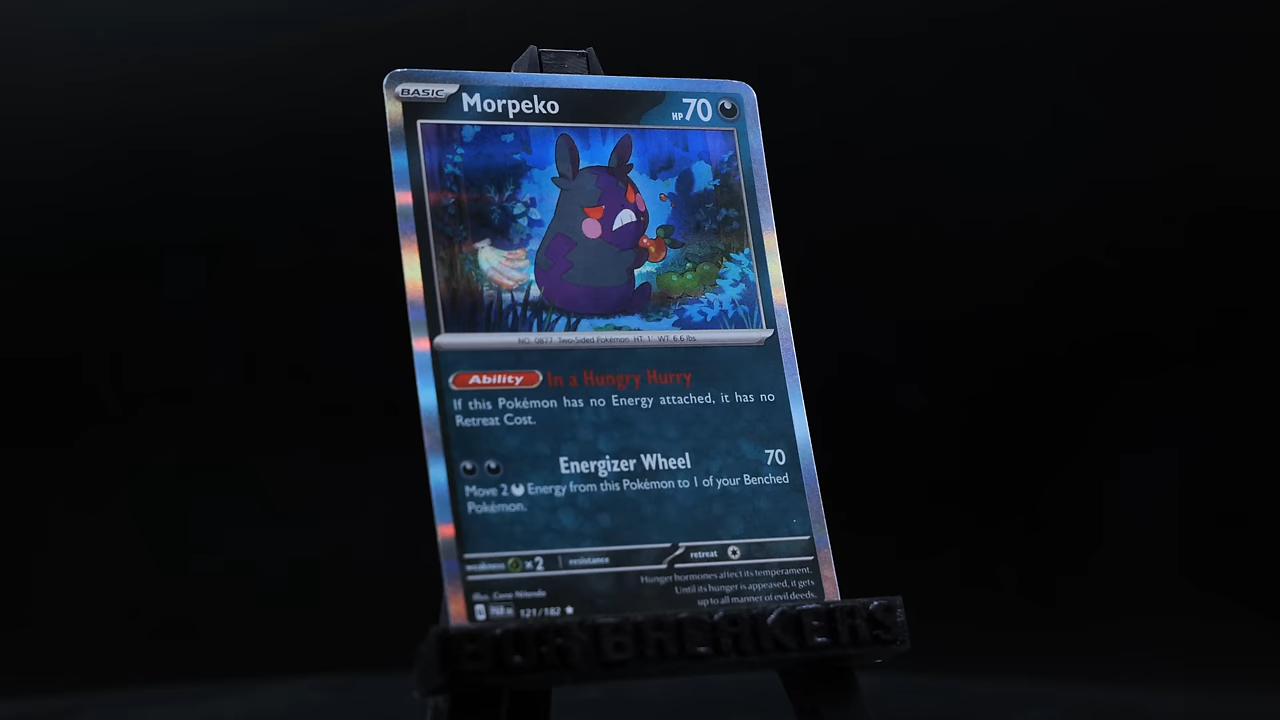 BASIC Morpeko HP 70
NO. 0877 Two-Sided Pokémon HT: 1' WT: 6.6 lbs.
Ability In a Hungry Hurry
If this Pokémon has no Energy attached, it has no
Retreat Cost.
Energizer Wheel 70
Move 2 Energy from this Pokémon to 1 of your Benched
Pokémon.
weakness ×2 resistance retreat
Hunger hormones affect its temperament.
Until its hunger is appeased, it gets
up to all manner of evil deeds.
Illus.
121/182